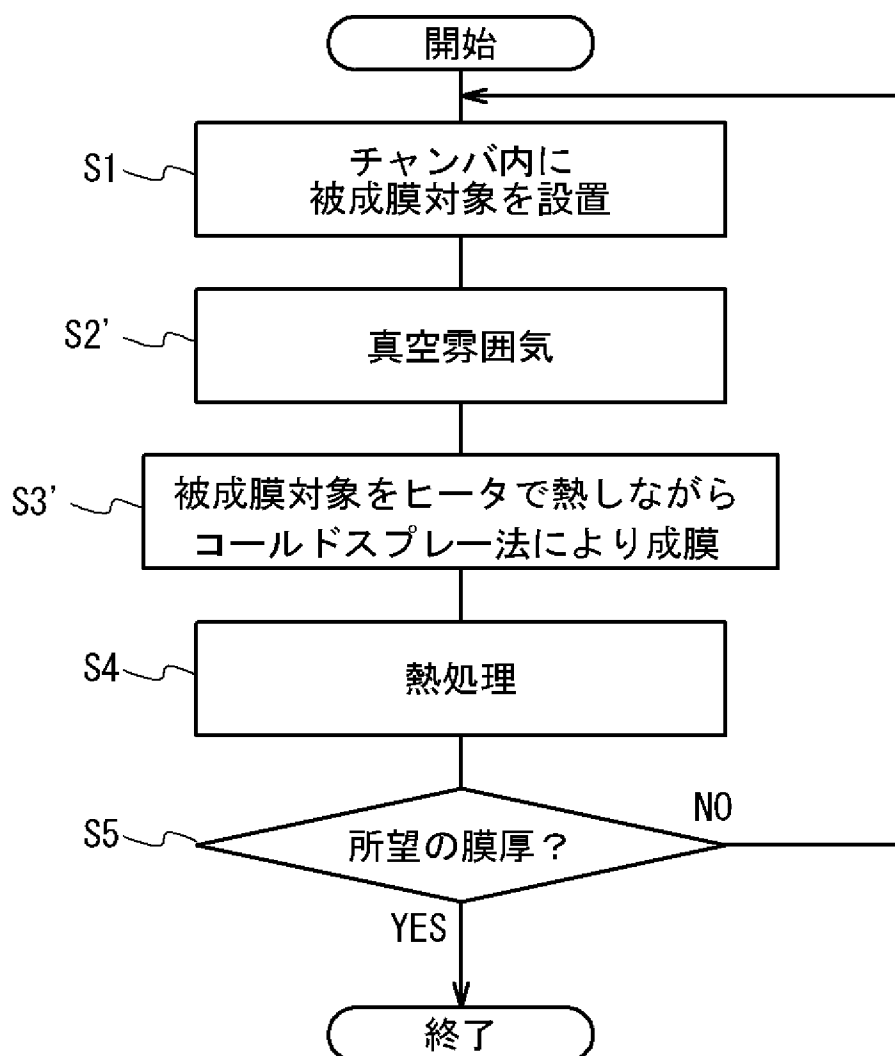 開始
S1
チャンバ内に
被成膜対象を設置
S2'
真空雰囲気
S3'
被成膜対象をヒータで熱しながら
コールドスプレー法により成膜
S4
熱処理
S5
所望の膜厚？
NO
YES
終了